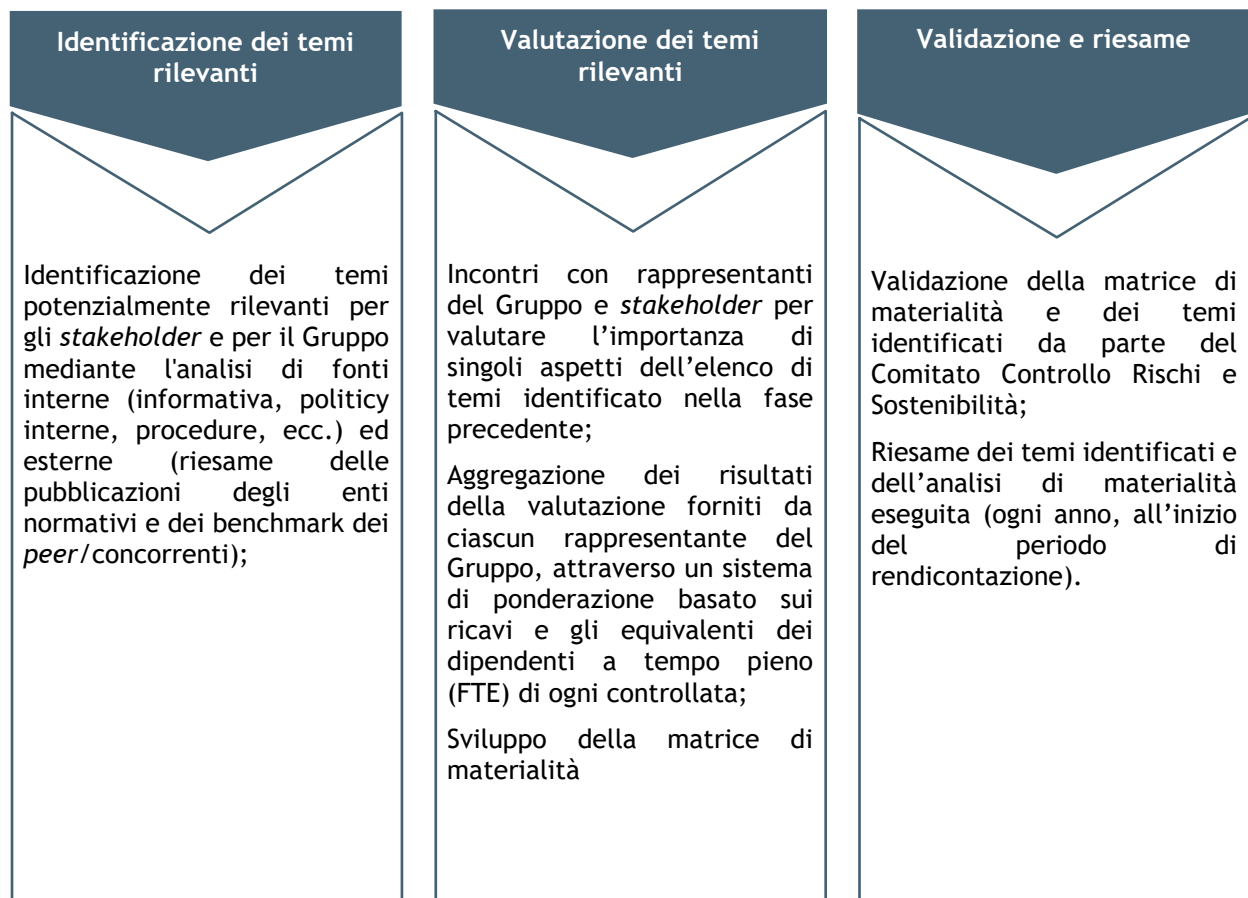 Identificazione dei temi
rilevanti
Identificazione dei temi
potenzialmente rilevanti per
gli stakeholder e per il Gruppo
mediante l'analisi di fonti
interne (informativa, politicy
interne, procedure, ecc.) ed
esterne (riesame delle
pubblicazioni degli enti
normativi e dei benchmark dei
peer/concorrenti);
Valutazione dei temi
rilevanti
Incontri con rappresentanti
del Gruppo e stakeholder per
valutare l’importanza di
singoli aspetti dell’elenco di
temi identificato nella fase
precedente;
Aggregazione dei risultati
della valutazione forniti da
ciascun rappresentante del
Gruppo, attraverso un sistema
di ponderazione basato sui
ricavi e gli equivalenti dei
dipendenti a tempo pieno
(FTE) di ogni controllata;
Sviluppo della matrice di
materialità
Validazione e riesame
Validazione della matrice di
materialità e dei temi
identificati da parte del
Comitato Controllo Rischi e
Sostenibilità;
Riesame dei temi identificati e
dell’analisi di materialità
eseguita (ogni anno, all’inizio
del periodo di
rendicontazione).